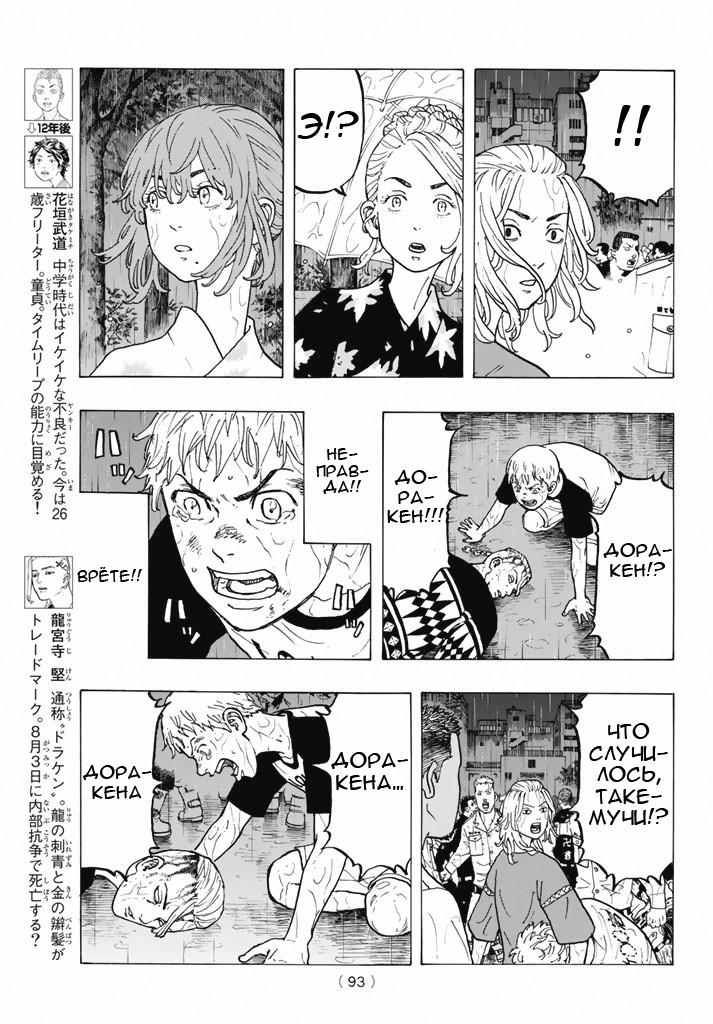 !!
Э!?
ДО-
РА-
КЕН!?
ДО-
РА-
КЕН!!!
НЕ-
ПРАВ-
ДА!!
ВРЁТЕ!!
ЧТО
СЛУЧИ-
ЛОСЬ,
ТАКЕ-
МУЧИ!?
ДОРА-
КЕНА...
ДОРА-
КЕНА
⇩12年後
花垣武道 中学時代はイケイケな不良だった。今は26
歳フリーター。童貞。タイムリープの能力に目覚める!
龍宮寺 堅 通称〝ドラケン〟。龍の刺青と金の辮髪が
トレードマーク。8月3日に内部抗争で死亡する?
( 93 )